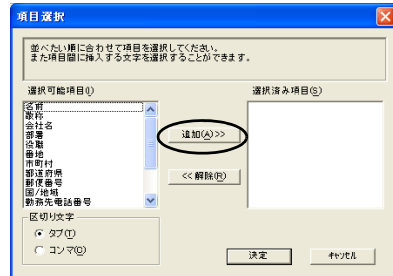 項目選択
並べたい順に合わせて項目を選択してください。
また項目間に挿入する文字を選択することができます。
選択可能項目(I)
選択済み項目(S)
名前
敬称
会社名
部署
役職
番地
市町村
都道府県
郵便番号
国/地域
勤務先電話番号
追加(A)>>
<<解除(R)
区切り文字
タブ(T)
コンマ(O)
決定
キャンセル